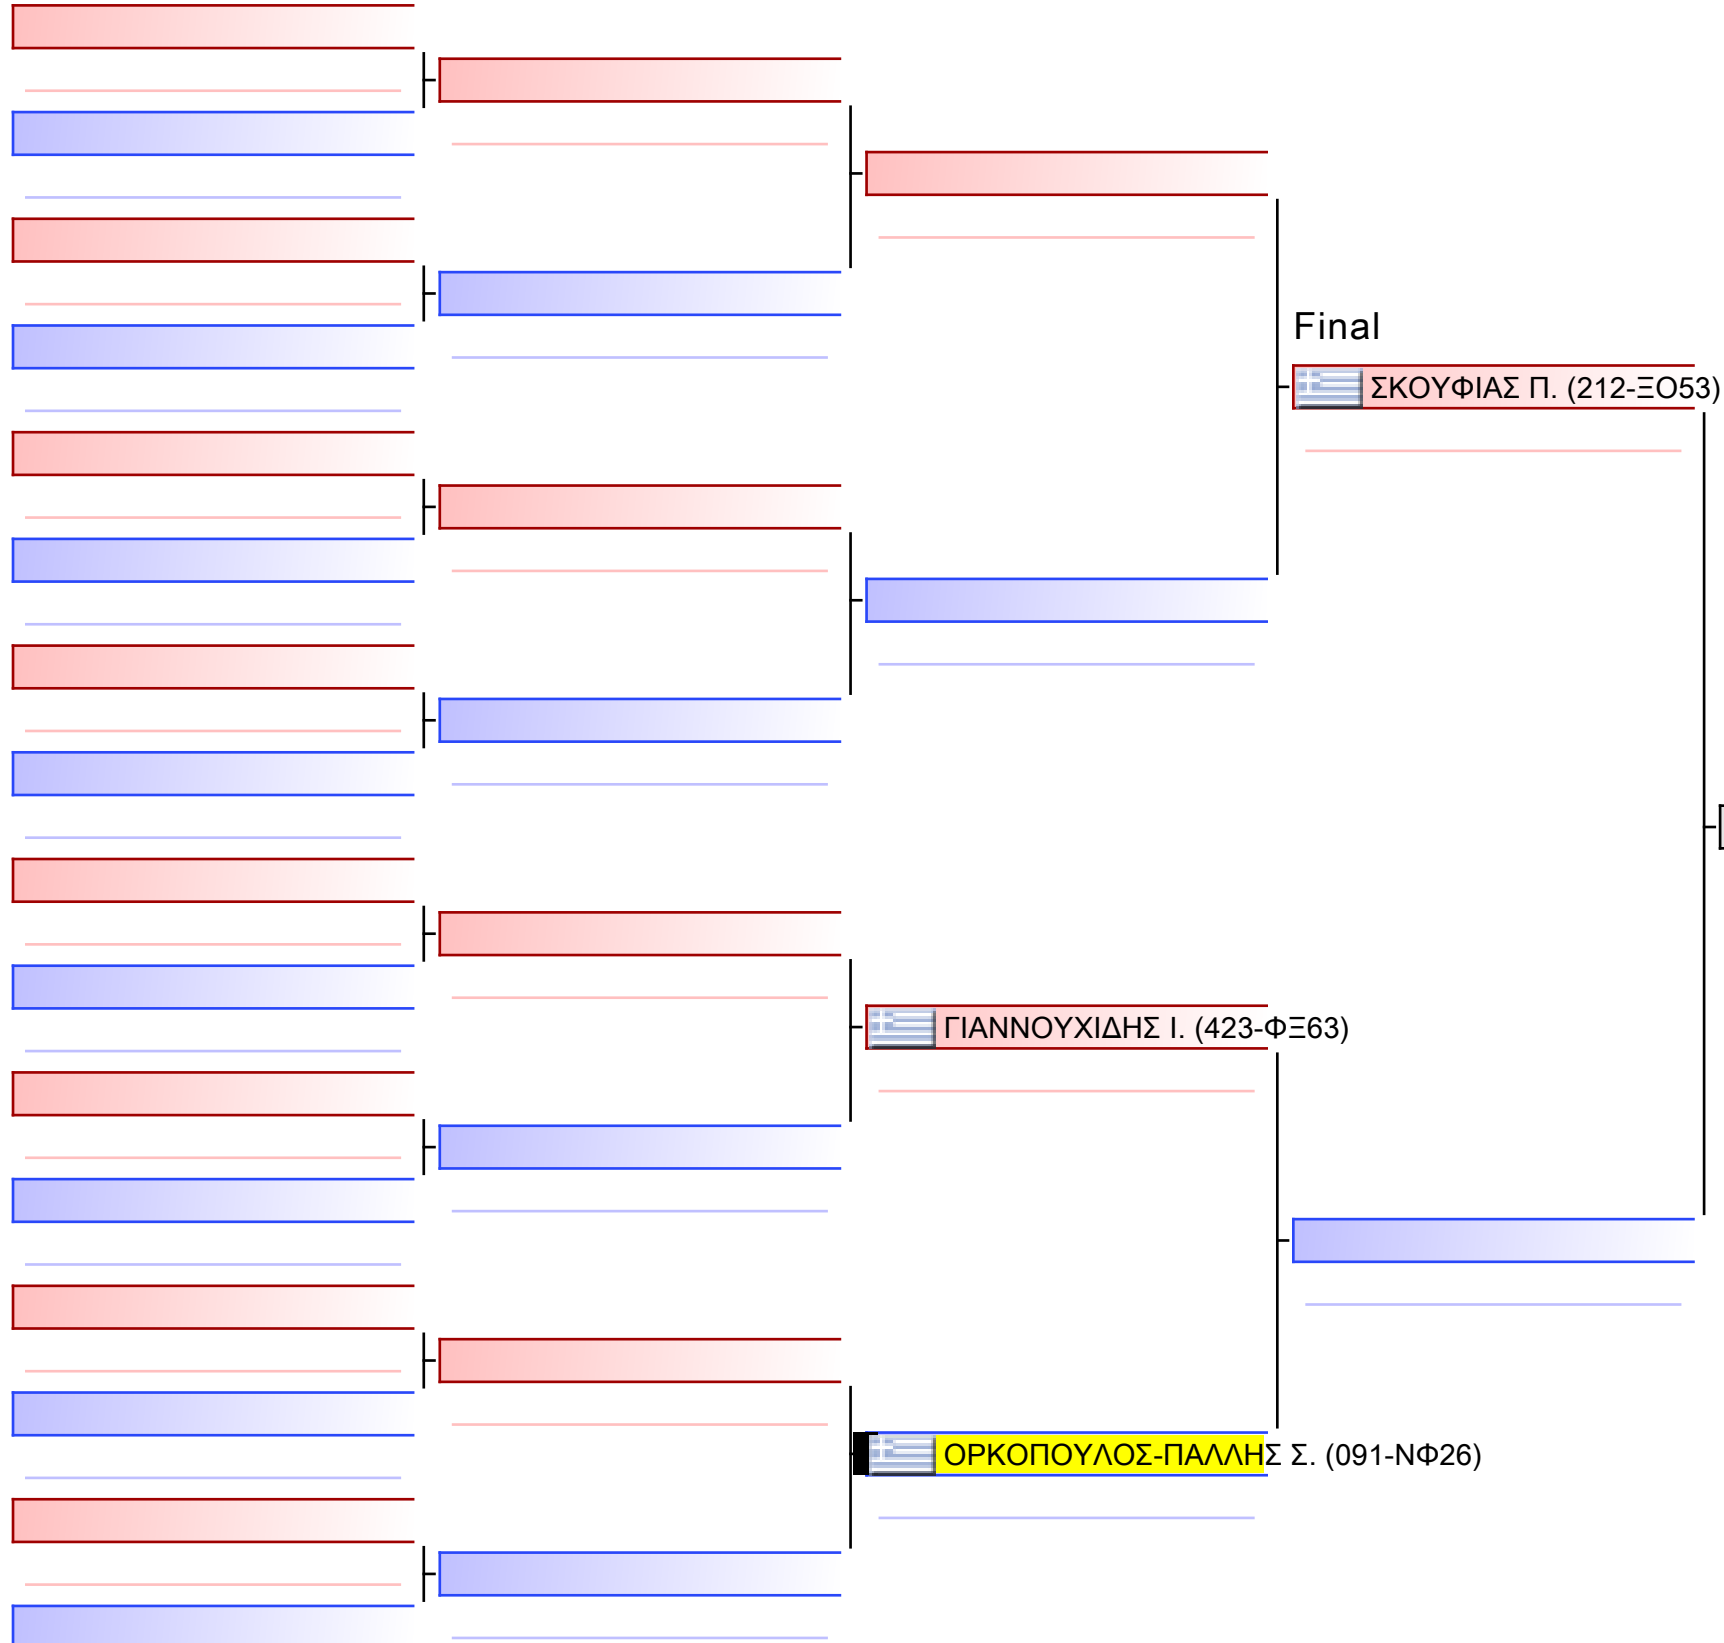 Final
ΣΚΟΥΦΙΑΣ Π. (212-ΞΟ53)
ΓΙΑΝΝΟΥΧΙΔΗΣ Ι. (423-ΦΞ63)
ΟΡΚΟΠΟΥΛΟΣ-ΠΑΛΛΗΣ Σ. (091-ΝΦ26)